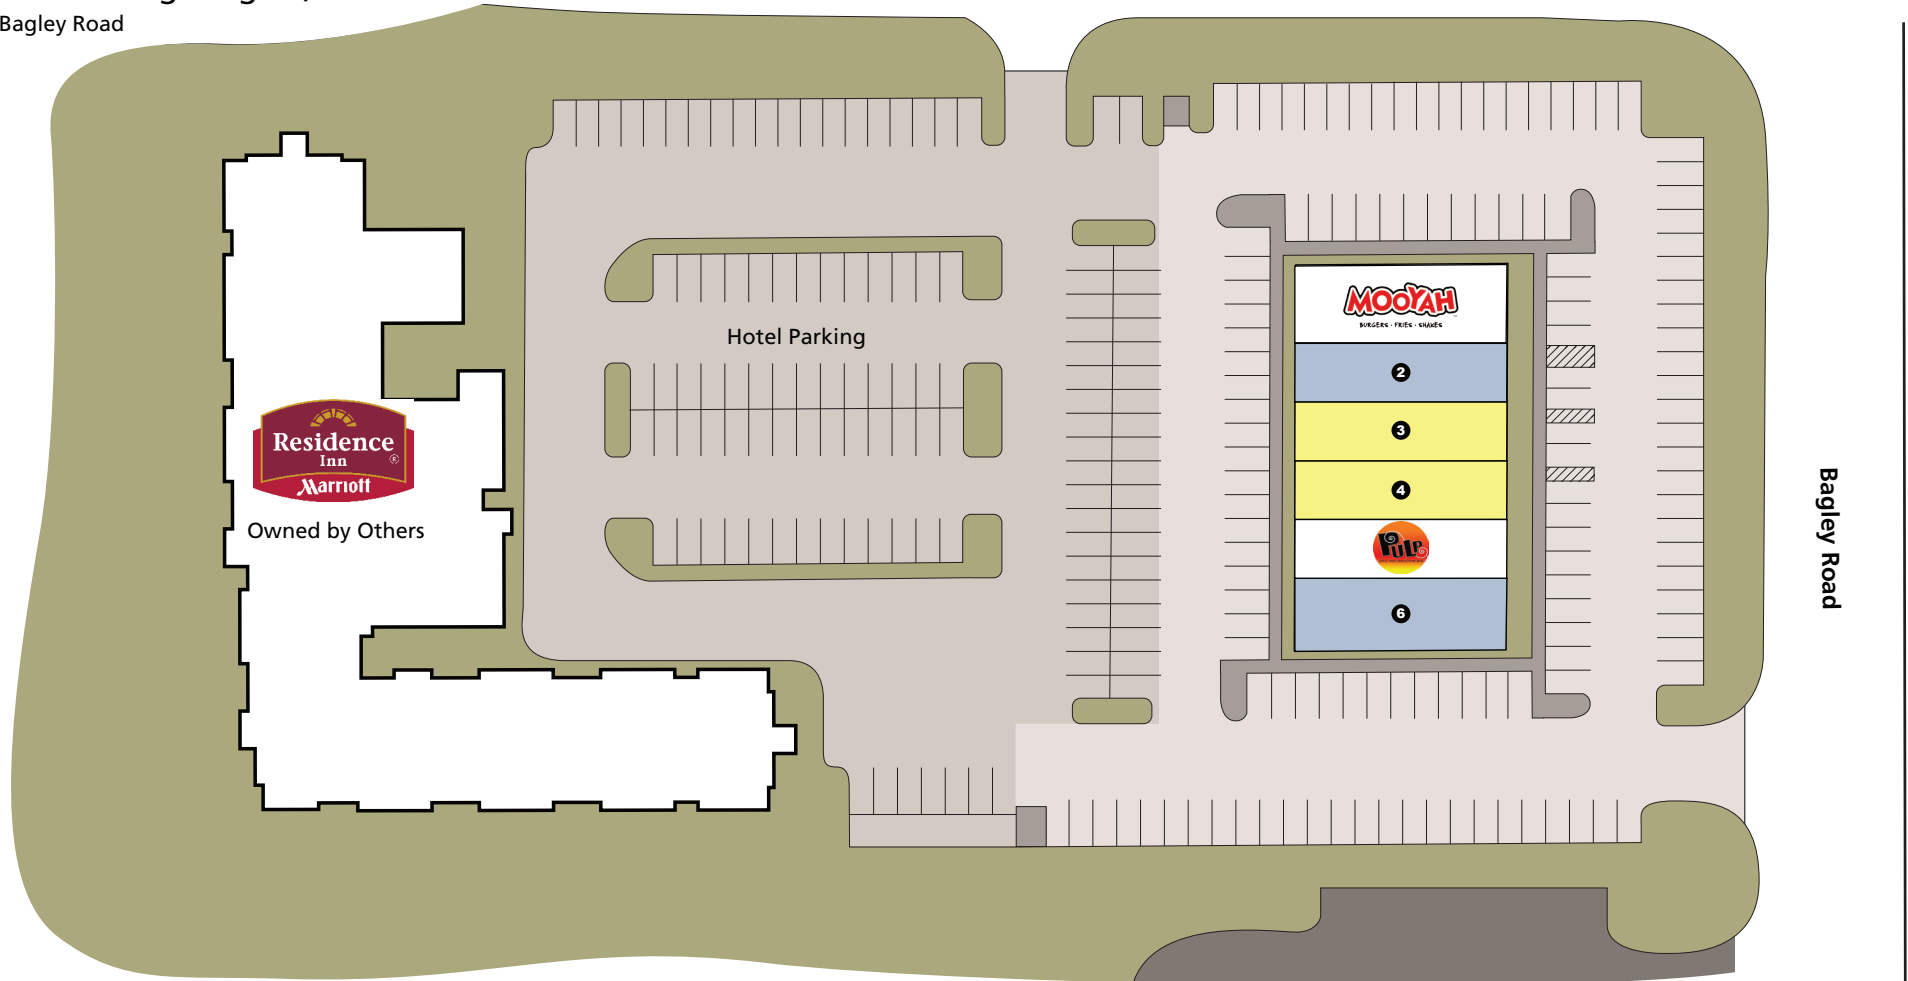 Bagley Road
MOOYAH
BURGERS · FRIES · SHAKES
2
Hotel Parking
3
4
Residence
Inn
®
Marriott
Owned by Others
Pulp
6
Bagley Road